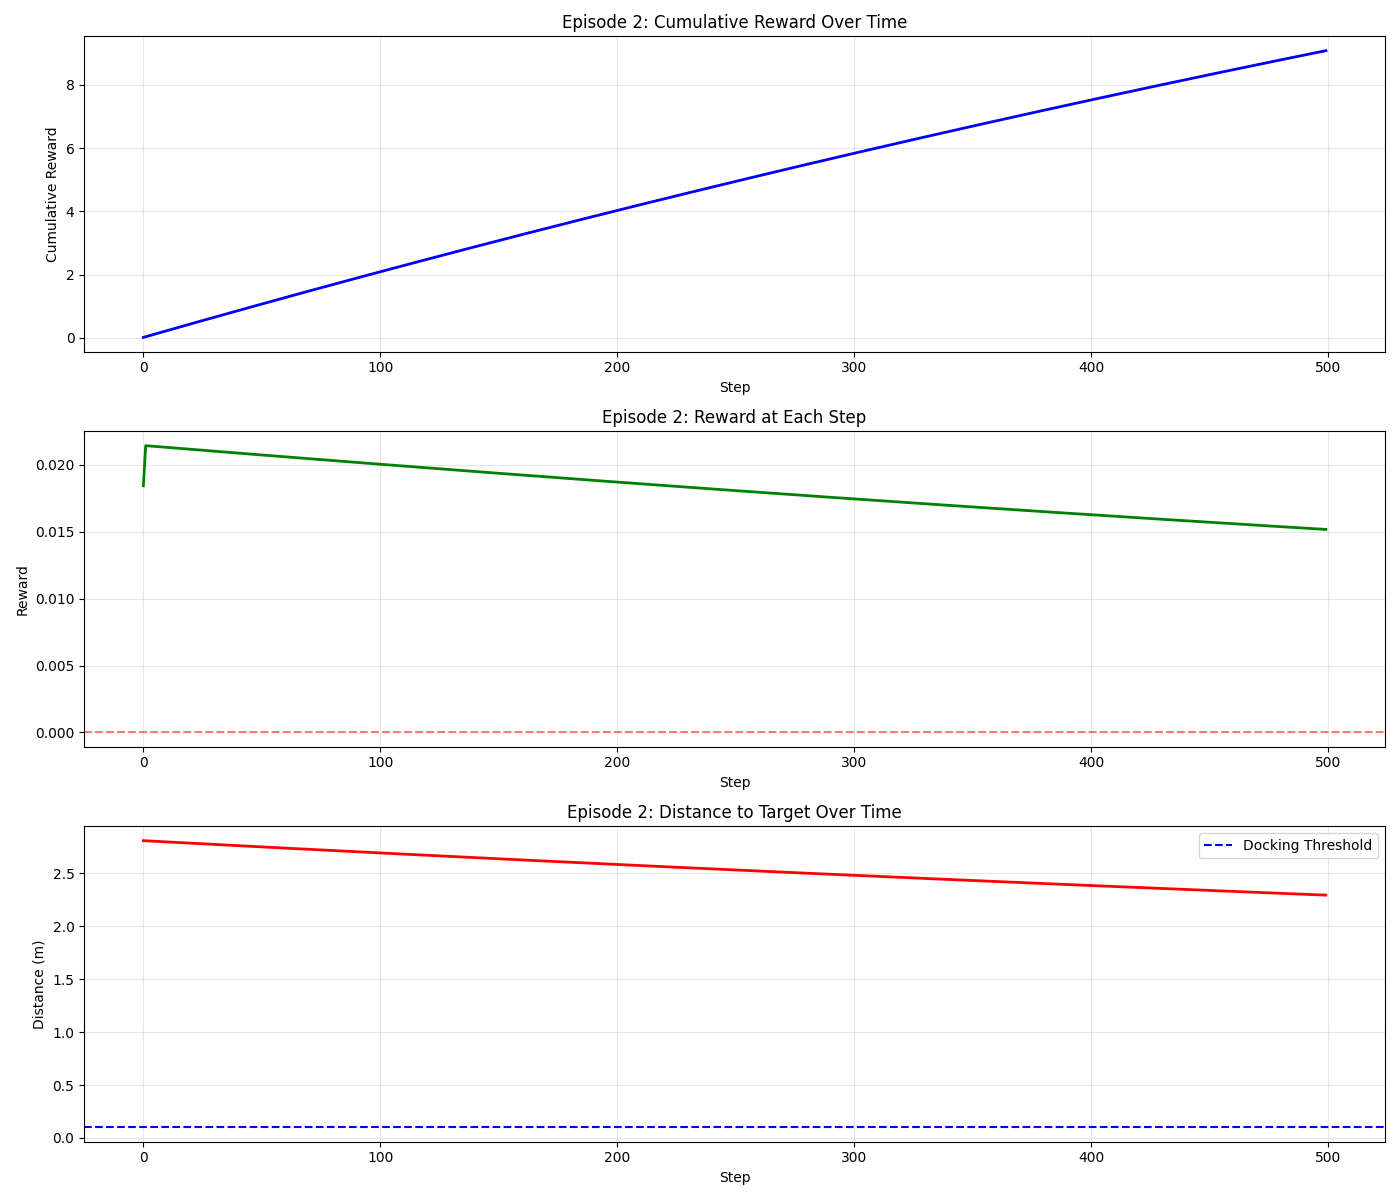 Episode 2: Cumulative Reward Over Time
Cumulative Reward
8
6
4
2
0
0 100 200 300 400 500
Step
Episode 2: Reward at Each Step
Reward
0.020
0.015
0.010
0.005
0.000
0 100 200 300 400 500
Step
Episode 2: Distance to Target Over Time
Docking Threshold
Distance (m)
2.5
2.0
1.5
1.0
0.5
0.0
0 100 200 300 400 500
Step